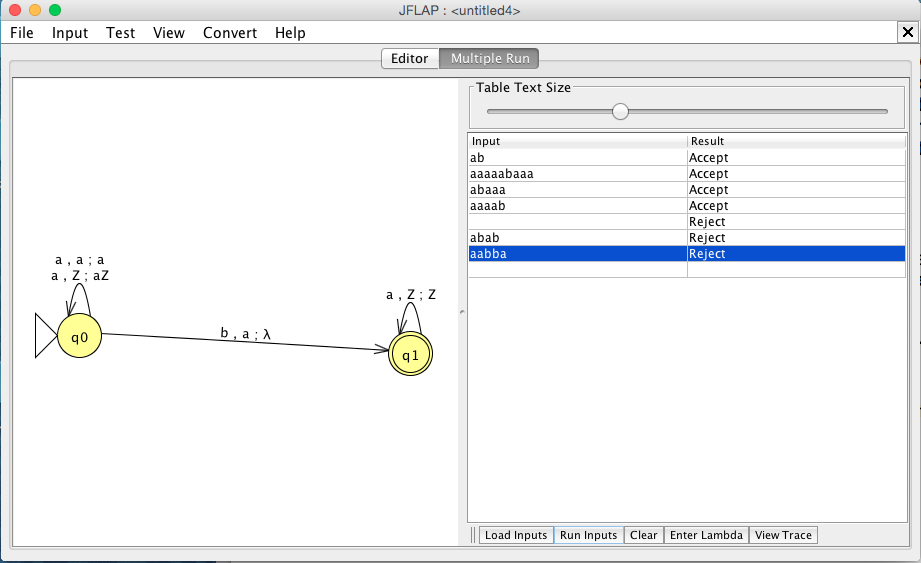 JFLAP : <untitled4>
File Input Test View Convert Help
Editor Multiple Run
Table Text Size
Input Result
ab Accept
aaaaabaaa Accept
abaaa Accept
aaaab Accept
Reject
abab Reject
aabba Reject
a , a ; a
a , Z ; aZ
a , Z ; Z
b , a ; λ
q0
q1
Load Inputs Run Inputs Clear Enter Lambda View Trace